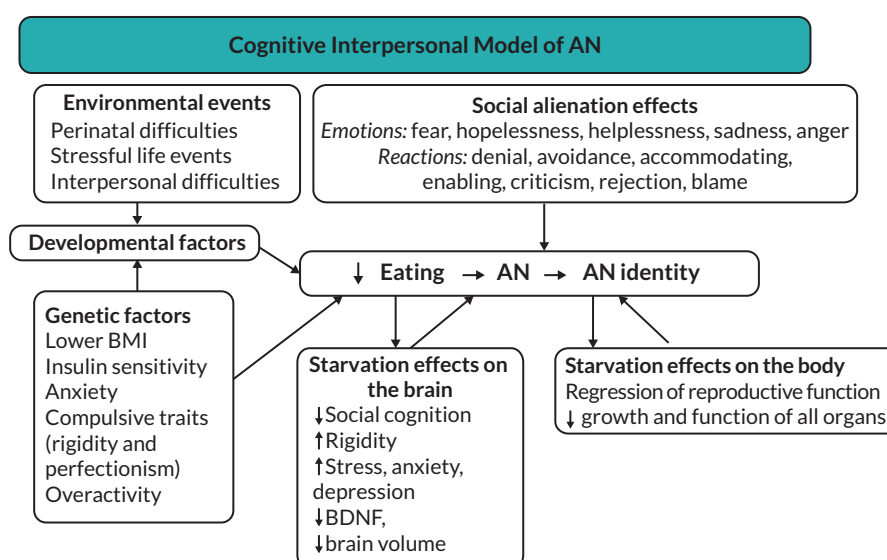 Cognitive Interpersonal Model of AN
Environmental events
Perinatal difficulties
Stressful life events
Interpersonal difficulties
Social alienation effects
Emotions: fear, hopelessness, helplessness, sadness, anger
Reactions: denial, avoidance, accommodating,
enabling, criticism, rejection, blame
Developmental factors
↓ Eating → AN → AN identity
Genetic factors
Lower BMI
Insulin sensitivity
Anxiety
Compulsive traits
(rigidity and
perfectionism)
Overactivity
Starvation effects on
the brain
↓Social cognition
↑Rigidity
↑Stress, anxiety,
depression
↓BDNF,
↓brain volume
Starvation effects on the body
Regression of reproductive function
↓ growth and function of all organs